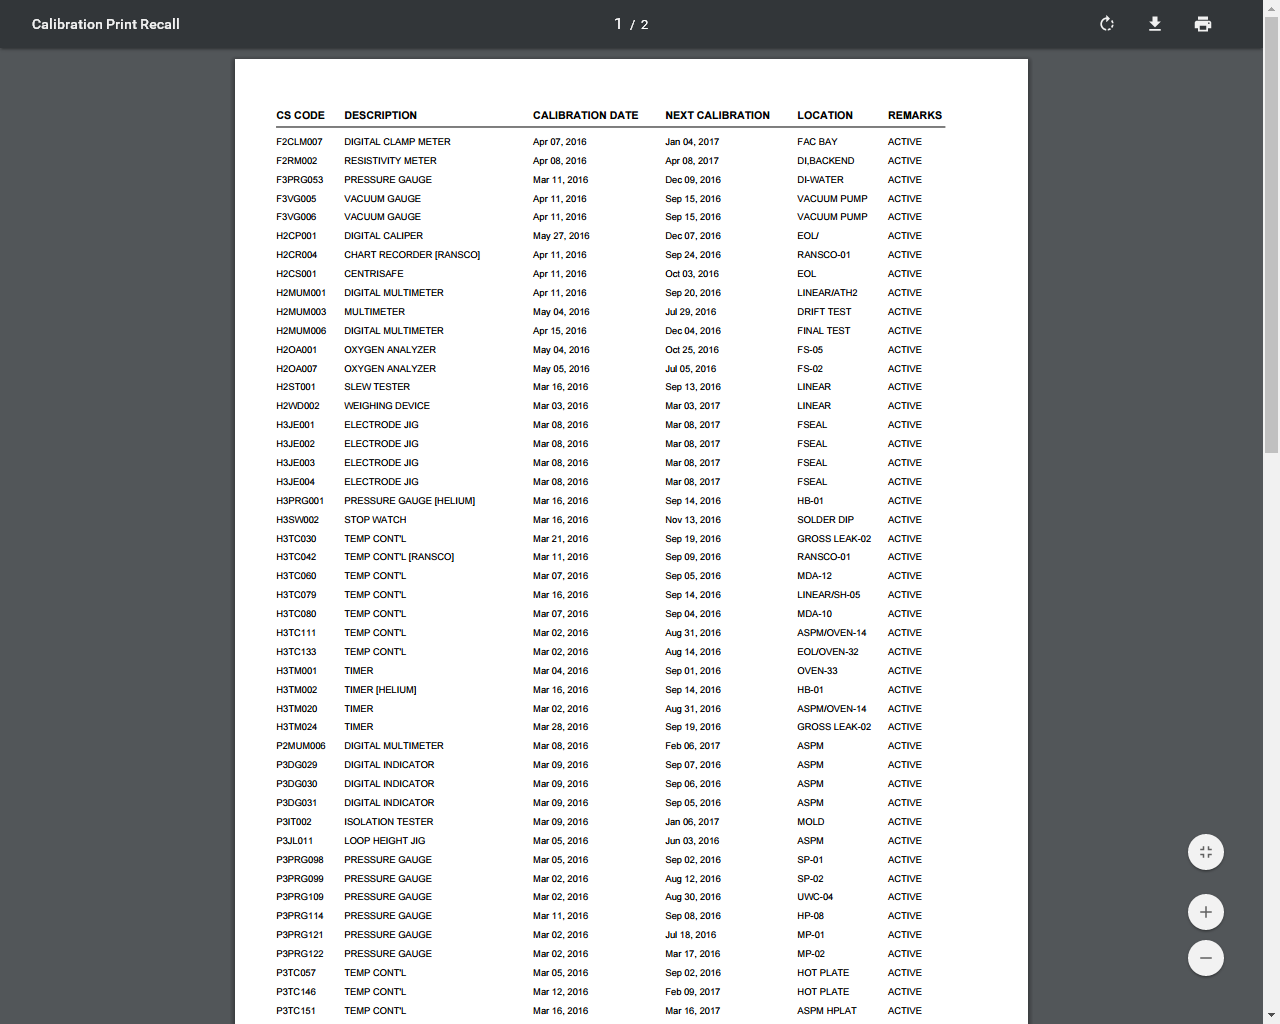 Calibration Print Recall 1 / 2
CS CODE DESCRIPTION CALIBRATION DATE NEXT CALIBRATION LOCATION REMARKS
F2CLM007 DIGITAL CLAMP METER Apr 07, 2016 Jan 04, 2017 FAC BAY ACTIVE
F2RM002 RESISTIVITY METER Apr 08, 2016 Apr 08, 2017 DI,BACKEND ACTIVE
F3PRG053 PRESSURE GAUGE Mar 11, 2016 Dec 09, 2016 DI-WATER ACTIVE
F3VG005 VACUUM GAUGE Apr 11, 2016 Sep 15, 2016 VACUUM PUMP ACTIVE
F3VG006 VACUUM GAUGE Apr 11, 2016 Sep 15, 2016 VACUUM PUMP ACTIVE
H2CP001 DIGITAL CALIPER May 27, 2016 Dec 07, 2016 EOL/ ACTIVE
H2CR004 CHART RECORDER [RANSCO] Apr 11, 2016 Sep 24, 2016 RANSCO-01 ACTIVE
H2CS001 CENTRISAFE Apr 11, 2016 Oct 03, 2016 EOL ACTIVE
H2MUM001 DIGITAL MULTIMETER Apr 11, 2016 Sep 20, 2016 LINEAR/ATH2 ACTIVE
H2MUM003 MULTIMETER May 04, 2016 Jul 29, 2016 DRIFT TEST ACTIVE
H2MUM006 DIGITAL MULTIMETER Apr 15, 2016 Dec 04, 2016 FINAL TEST ACTIVE
H2OA001 OXYGEN ANALYZER May 04, 2016 Oct 25, 2016 FS-05 ACTIVE
H2OA007 OXYGEN ANALYZER May 05, 2016 Jul 05, 2016 FS-02 ACTIVE
H2ST001 SLEW TESTER Mar 16, 2016 Sep 13, 2016 LINEAR ACTIVE
H2WD002 WEIGHING DEVICE Mar 03, 2016 Mar 03, 2017 LINEAR ACTIVE
H3JE001 ELECTRODE JIG Mar 08, 2016 Mar 08, 2017 FSEAL ACTIVE
H3JE002 ELECTRODE JIG Mar 08, 2016 Mar 08, 2017 FSEAL ACTIVE
H3JE003 ELECTRODE JIG Mar 08, 2016 Mar 08, 2017 FSEAL ACTIVE
H3JE004 ELECTRODE JIG Mar 08, 2016 Mar 08, 2017 FSEAL ACTIVE
H3PRG001 PRESSURE GAUGE [HELIUM] Mar 16, 2016 Sep 14, 2016 HB-01 ACTIVE
H3SW002 STOP WATCH Mar 16, 2016 Nov 13, 2016 SOLDER DIP ACTIVE
H3TC030 TEMP CONT'L Mar 21, 2016 Sep 19, 2016 GROSS LEAK-02 ACTIVE
H3TC042 TEMP CONT'L [RANSCO] Mar 11, 2016 Sep 09, 2016 RANSCO-01 ACTIVE
H3TC060 TEMP CONT'L Mar 07, 2016 Sep 05, 2016 MDA-12 ACTIVE
H3TC079 TEMP CONT'L Mar 16, 2016 Sep 14, 2016 LINEAR/SH-05 ACTIVE
H3TC080 TEMP CONT'L Mar 07, 2016 Sep 04, 2016 MDA-10 ACTIVE
H3TC111 TEMP CONT'L Mar 02, 2016 Aug 31, 2016 ASPM/OVEN-14 ACTIVE
H3TC133 TEMP CONT'L Mar 02, 2016 Aug 14, 2016 EOL/OVEN-32 ACTIVE
H3TM001 TIMER Mar 04, 2016 Sep 01, 2016 OVEN-33 ACTIVE
H3TM002 TIMER [HELIUM] Mar 16, 2016 Sep 14, 2016 HB-01 ACTIVE
H3TM020 TIMER Mar 02, 2016 Aug 31, 2016 ASPM/OVEN-14 ACTIVE
H3TM024 TIMER Mar 28, 2016 Sep 19, 2016 GROSS LEAK-02 ACTIVE
P2MUM006 DIGITAL MULTIMETER Mar 08, 2016 Feb 06, 2017 ASPM ACTIVE
P3DG029 DIGITAL INDICATOR Mar 09, 2016 Sep 07, 2016 ASPM ACTIVE
P3DG030 DIGITAL INDICATOR Mar 09, 2016 Sep 06, 2016 ASPM ACTIVE
P3DG031 DIGITAL INDICATOR Mar 09, 2016 Sep 05, 2016 ASPM ACTIVE
P3IT002 ISOLATION TESTER Mar 09, 2016 Jan 06, 2017 MOLD ACTIVE
P3JL011 LOOP HEIGHT JIG Mar 05, 2016 Jun 03, 2016 ASPM ACTIVE
P3PRG098 PRESSURE GAUGE Mar 05, 2016 Sep 02, 2016 SP-01 ACTIVE
P3PRG099 PRESSURE GAUGE Mar 02, 2016 Aug 12, 2016 SP-02 ACTIVE
P3PRG109 PRESSURE GAUGE Mar 02, 2016 Aug 30, 2016 UWC-04 ACTIVE
P3PRG114 PRESSURE GAUGE Mar 11, 2016 Sep 08, 2016 HP-08 ACTIVE
P3PRG121 PRESSURE GAUGE Mar 02, 2016 Jul 18, 2016 MP-01 ACTIVE
P3PRG122 PRESSURE GAUGE Mar 02, 2016 Mar 17, 2016 MP-02 ACTIVE
P3TC057 TEMP CONT'L Mar 05, 2016 Sep 02, 2016 HOT PLATE ACTIVE
P3TC146 TEMP CONT'L Mar 12, 2016 Feb 09, 2017 HOT PLATE ACTIVE
P3TC151 TEMP CONT'L Mar 16, 2016 Mar 16, 2017 ASPM HPLAT ACTIVE